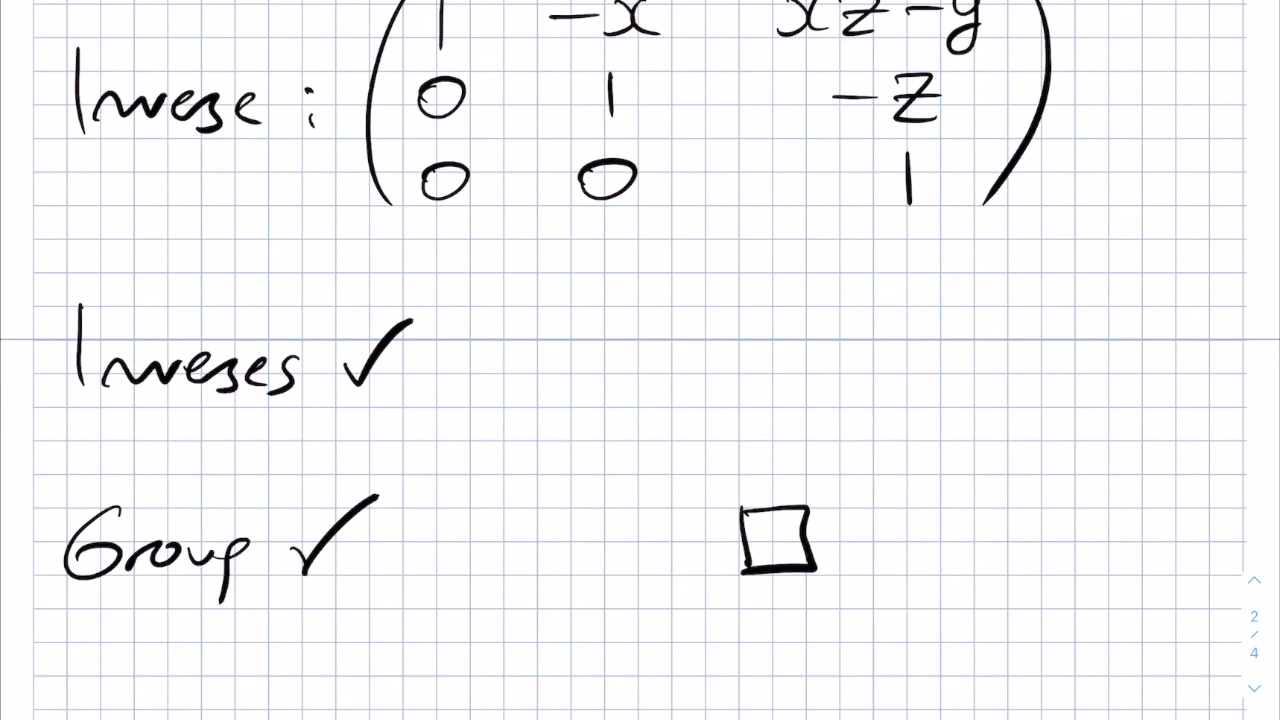 1 -x xz-y
Inverse : 0 1 -z
0 0 1
Inverses ✓
Group ✓ □
2
/
4